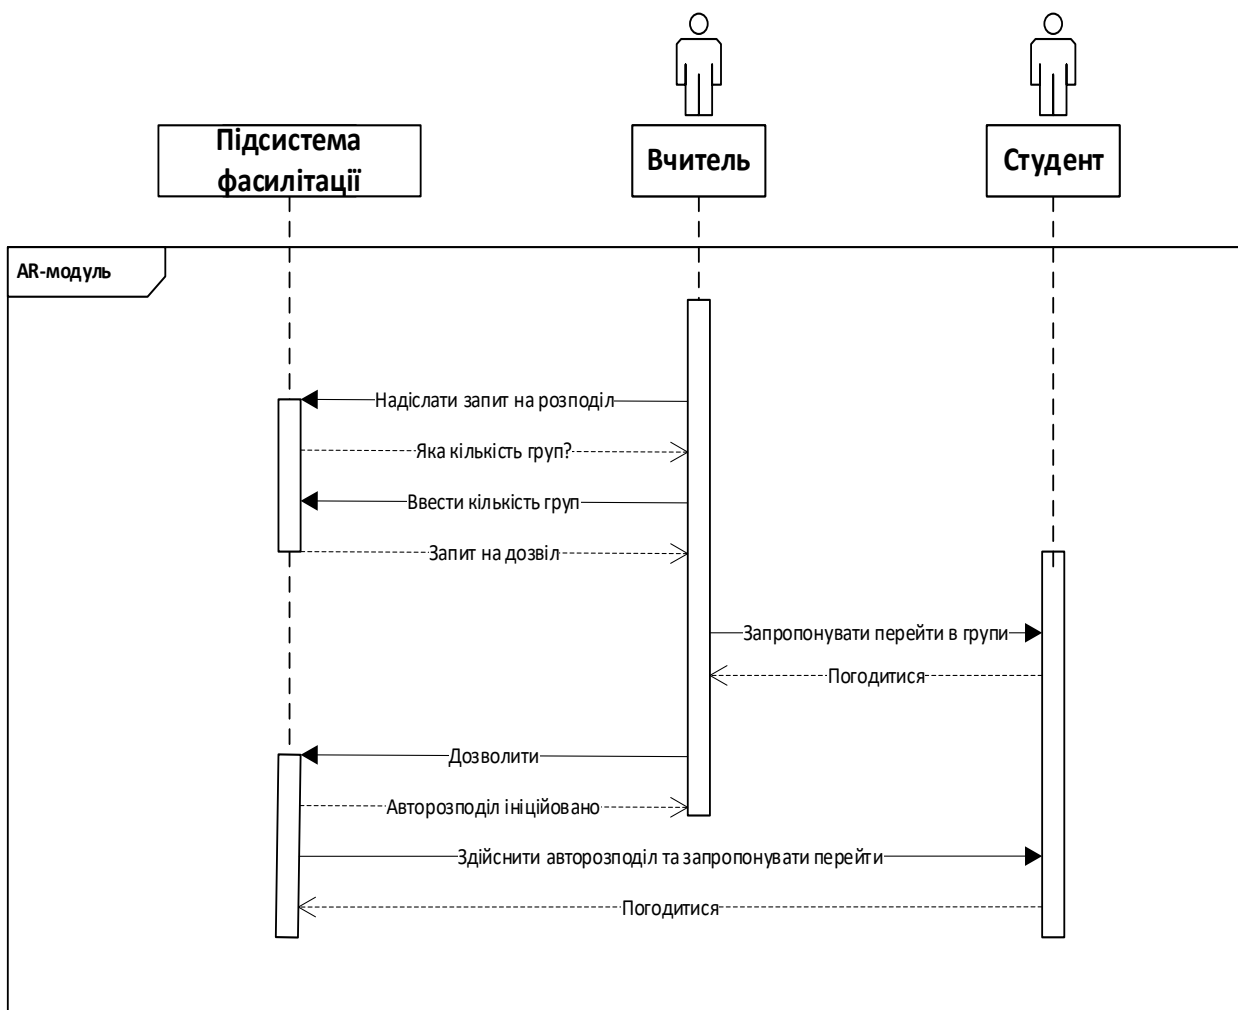 Підсистема
фасилітації
Вчитель
Студент
AR-модуль
Надіслати запит на розподіл
Яка кількість груп?
Ввести кількість груп
Запит на дозвіл
Запропонувати перейти в групи
Погодитися
Дозволити
Авторозподіл ініційовано
Здійснити авторозподіл та запропонувати перейти
Погодитися